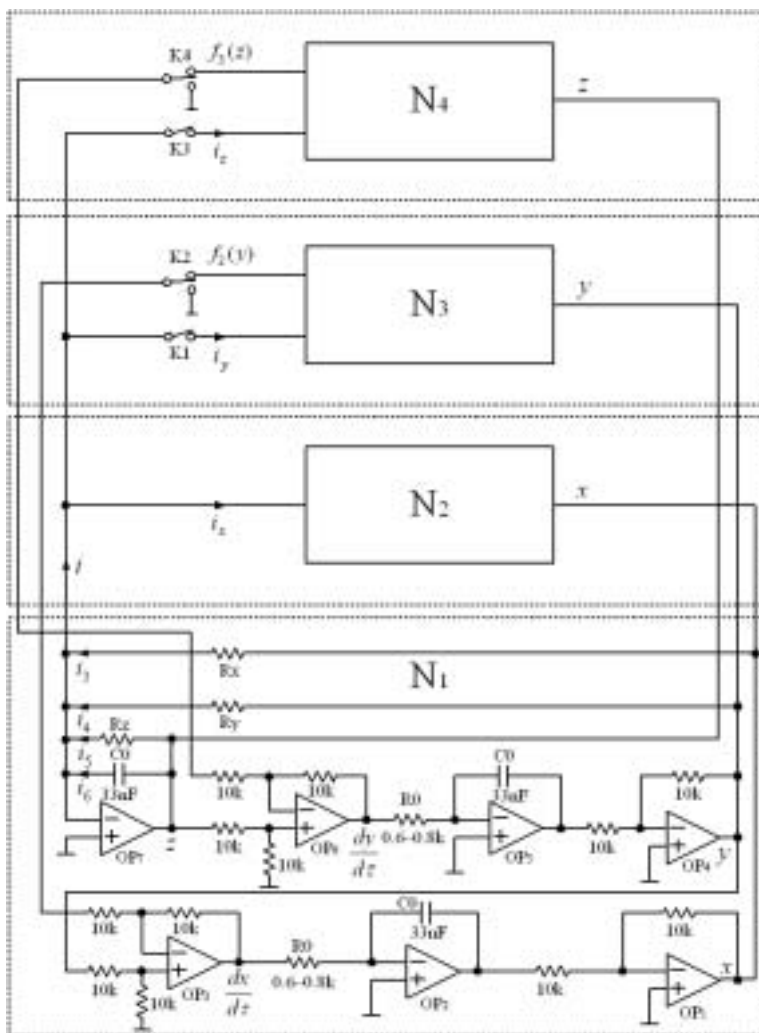 K4 f₃(z)
N₄
z
K3
i_z
K2 f₂(y)
N₃
y
K1
i_y
N₂
x
i_x
i
i₃
Rx
N₁
i₄
Ry
Rz
i₅
C0
i₆
33nF
10k
10k
C0
33nF
R0
0.6-0.8k
10k
10k
OP₇
z
10k
10k
OP₆
dy
dz
OP₅
10k
OP₄
y
10k
10k
C0
33nF
R0
0.6-0.8k
10k
10k
10k
OP₃
dx
dz
OP₂
10k
OP₁
x